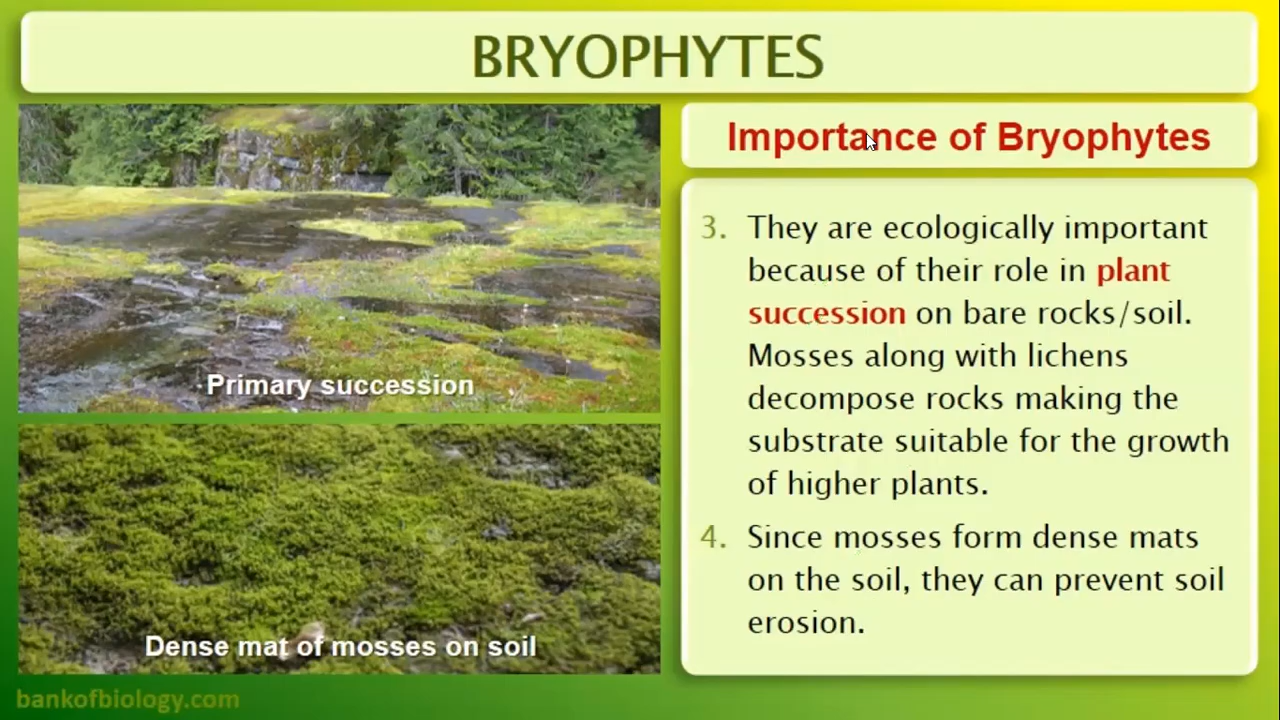 BRYOPHYTES
Primary succession
Dense mat of mosses on soil
Importance of Bryophytes
3. They are ecologically important
because of their role in plant
succession on bare rocks/soil.
Mosses along with lichens
decompose rocks making the
substrate suitable for the growth
of higher plants.
4. Since mosses form dense mats
on the soil, they can prevent soil
erosion.
bankofbiology.com